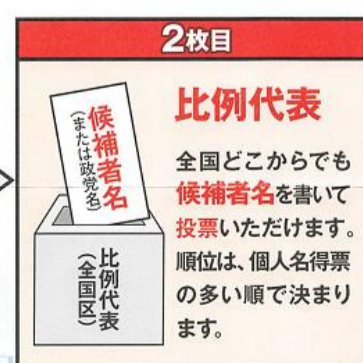 2枚目
比例代表
全国どこからでも
候補者名を書いて
投票いただけます。
順位は、個人名得票
の多い順で決まり
ます。
候補者名
（または政党名）
比例代表
（全国区）